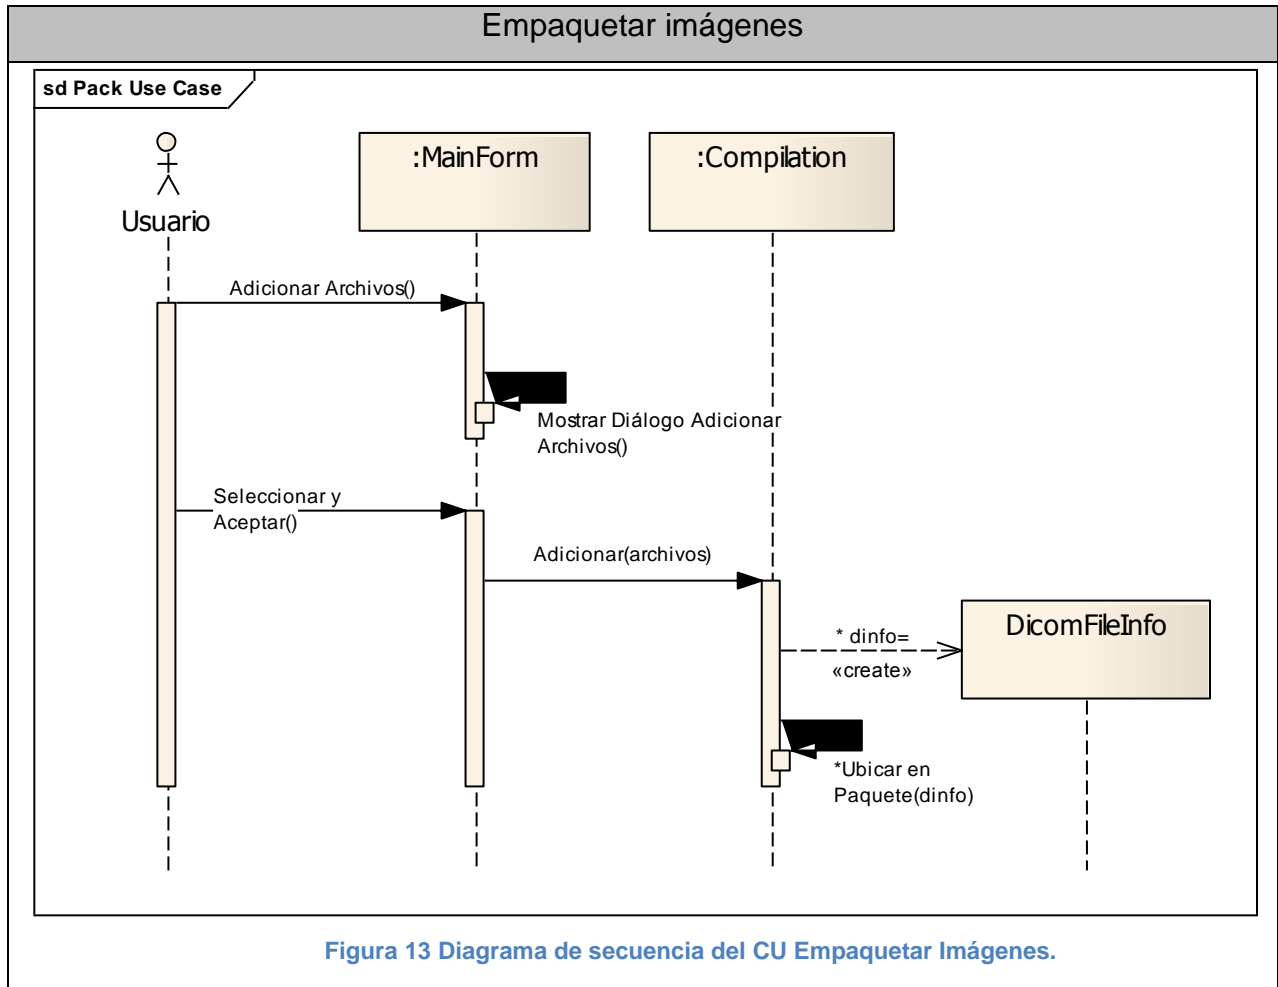 Empaquetar imágenes
sd Pack Use Case
Usuario
:MainForm
:Compilation
Adicionar Archivos()
Mostrar Diálogo Adicionar
Archivos()
Seleccionar y
Aceptar()
Adicionar(archivos)
* dinfo=
«create»
DicomFileInfo
*Ubicar en
Paquete(dinfo)
Figura 13 Diagrama de secuencia del CU Empaquetar Imágenes.